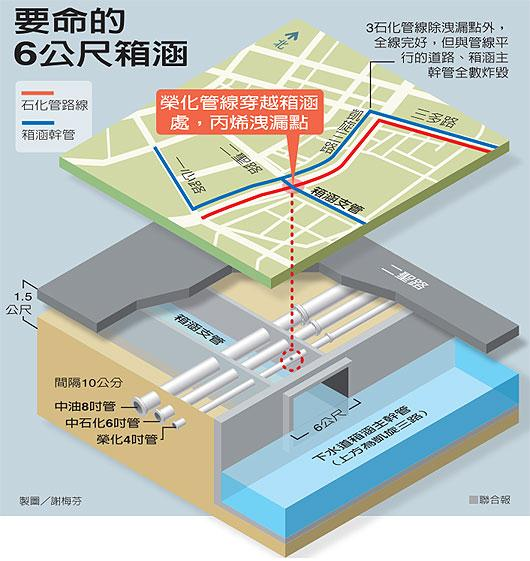 要命的
6公尺箱涵
石化管路線
箱涵幹管
北
3石化管線除洩漏點外，
全線完好，但與管線平
行的道路、箱涵主
幹管全數炸毀
榮化管線穿越箱涵
處，丙烯洩漏點
凱旋三路
三多路
二聖路
一心路
箱涵支管
二聖路
1.5
公尺
箱涵支管
間隔10公分
中油8吋管
中石化6吋管
榮化4吋管
6公尺
下水道箱涵主幹管
(上方為凱旋三路)
製圖／謝梅芬
聯合報